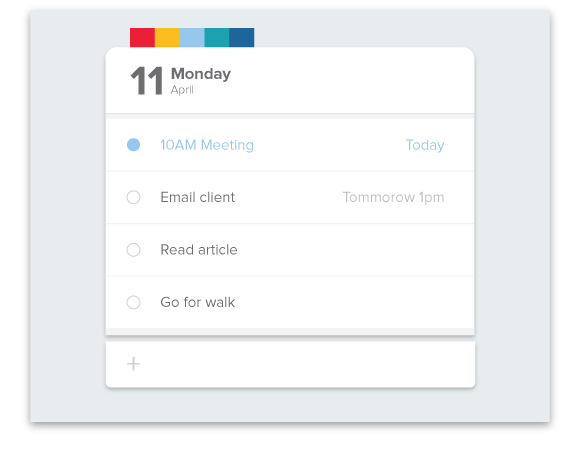 11 Monday
April
10AM Meeting Today
Email client Tommorow 1pm
Read article
Go for walk
+